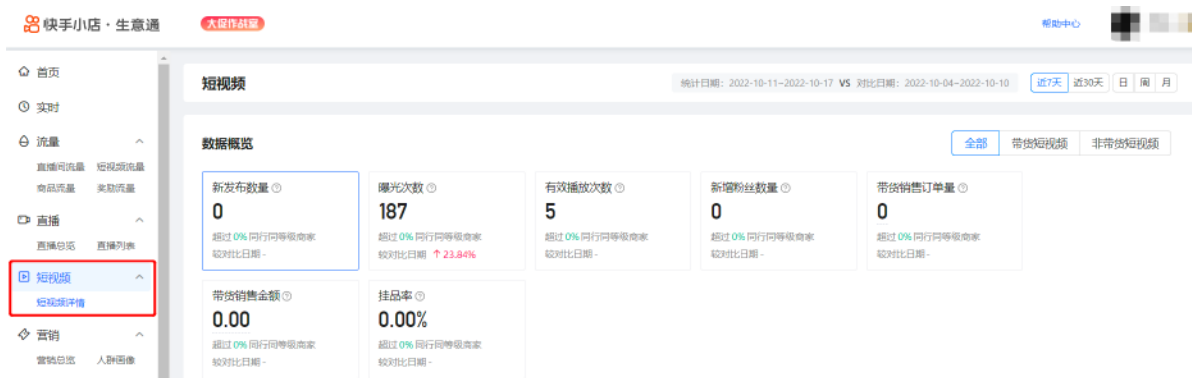 快手小店·生意通 大促作战室 帮助中心
首页
实时
流量
直播间流量 短视频流量
商品流量 奖励流量
直播
直播总览 直播列表
短视频
短视频详情
营销
营销总览 人群画像
短视频 统计日期：2022-10-11~2022-10-17 VS 对比日期：2022-10-04~2022-10-10 近7天 近30天 日 周 月
数据概览 全部 带货短视频 非带货短视频
新发布数量
0
超过 0% 同行同等级商家
较对比日期 -
曝光次数
187
超过 0% 同行同等级商家
较对比日期 ↑ 23.84%
有效播放次数
5
超过 0% 同行同等级商家
较对比日期 -
新增粉丝数量
0
超过 0% 同行同等级商家
较对比日期 -
带货销售订单量
0
超过 0% 同行同等级商家
较对比日期 -
带货销售金额
0.00
超过 0% 同行同等级商家
较对比日期 -
挂品率
0.00%
超过 0% 同行同等级商家
较对比日期 -